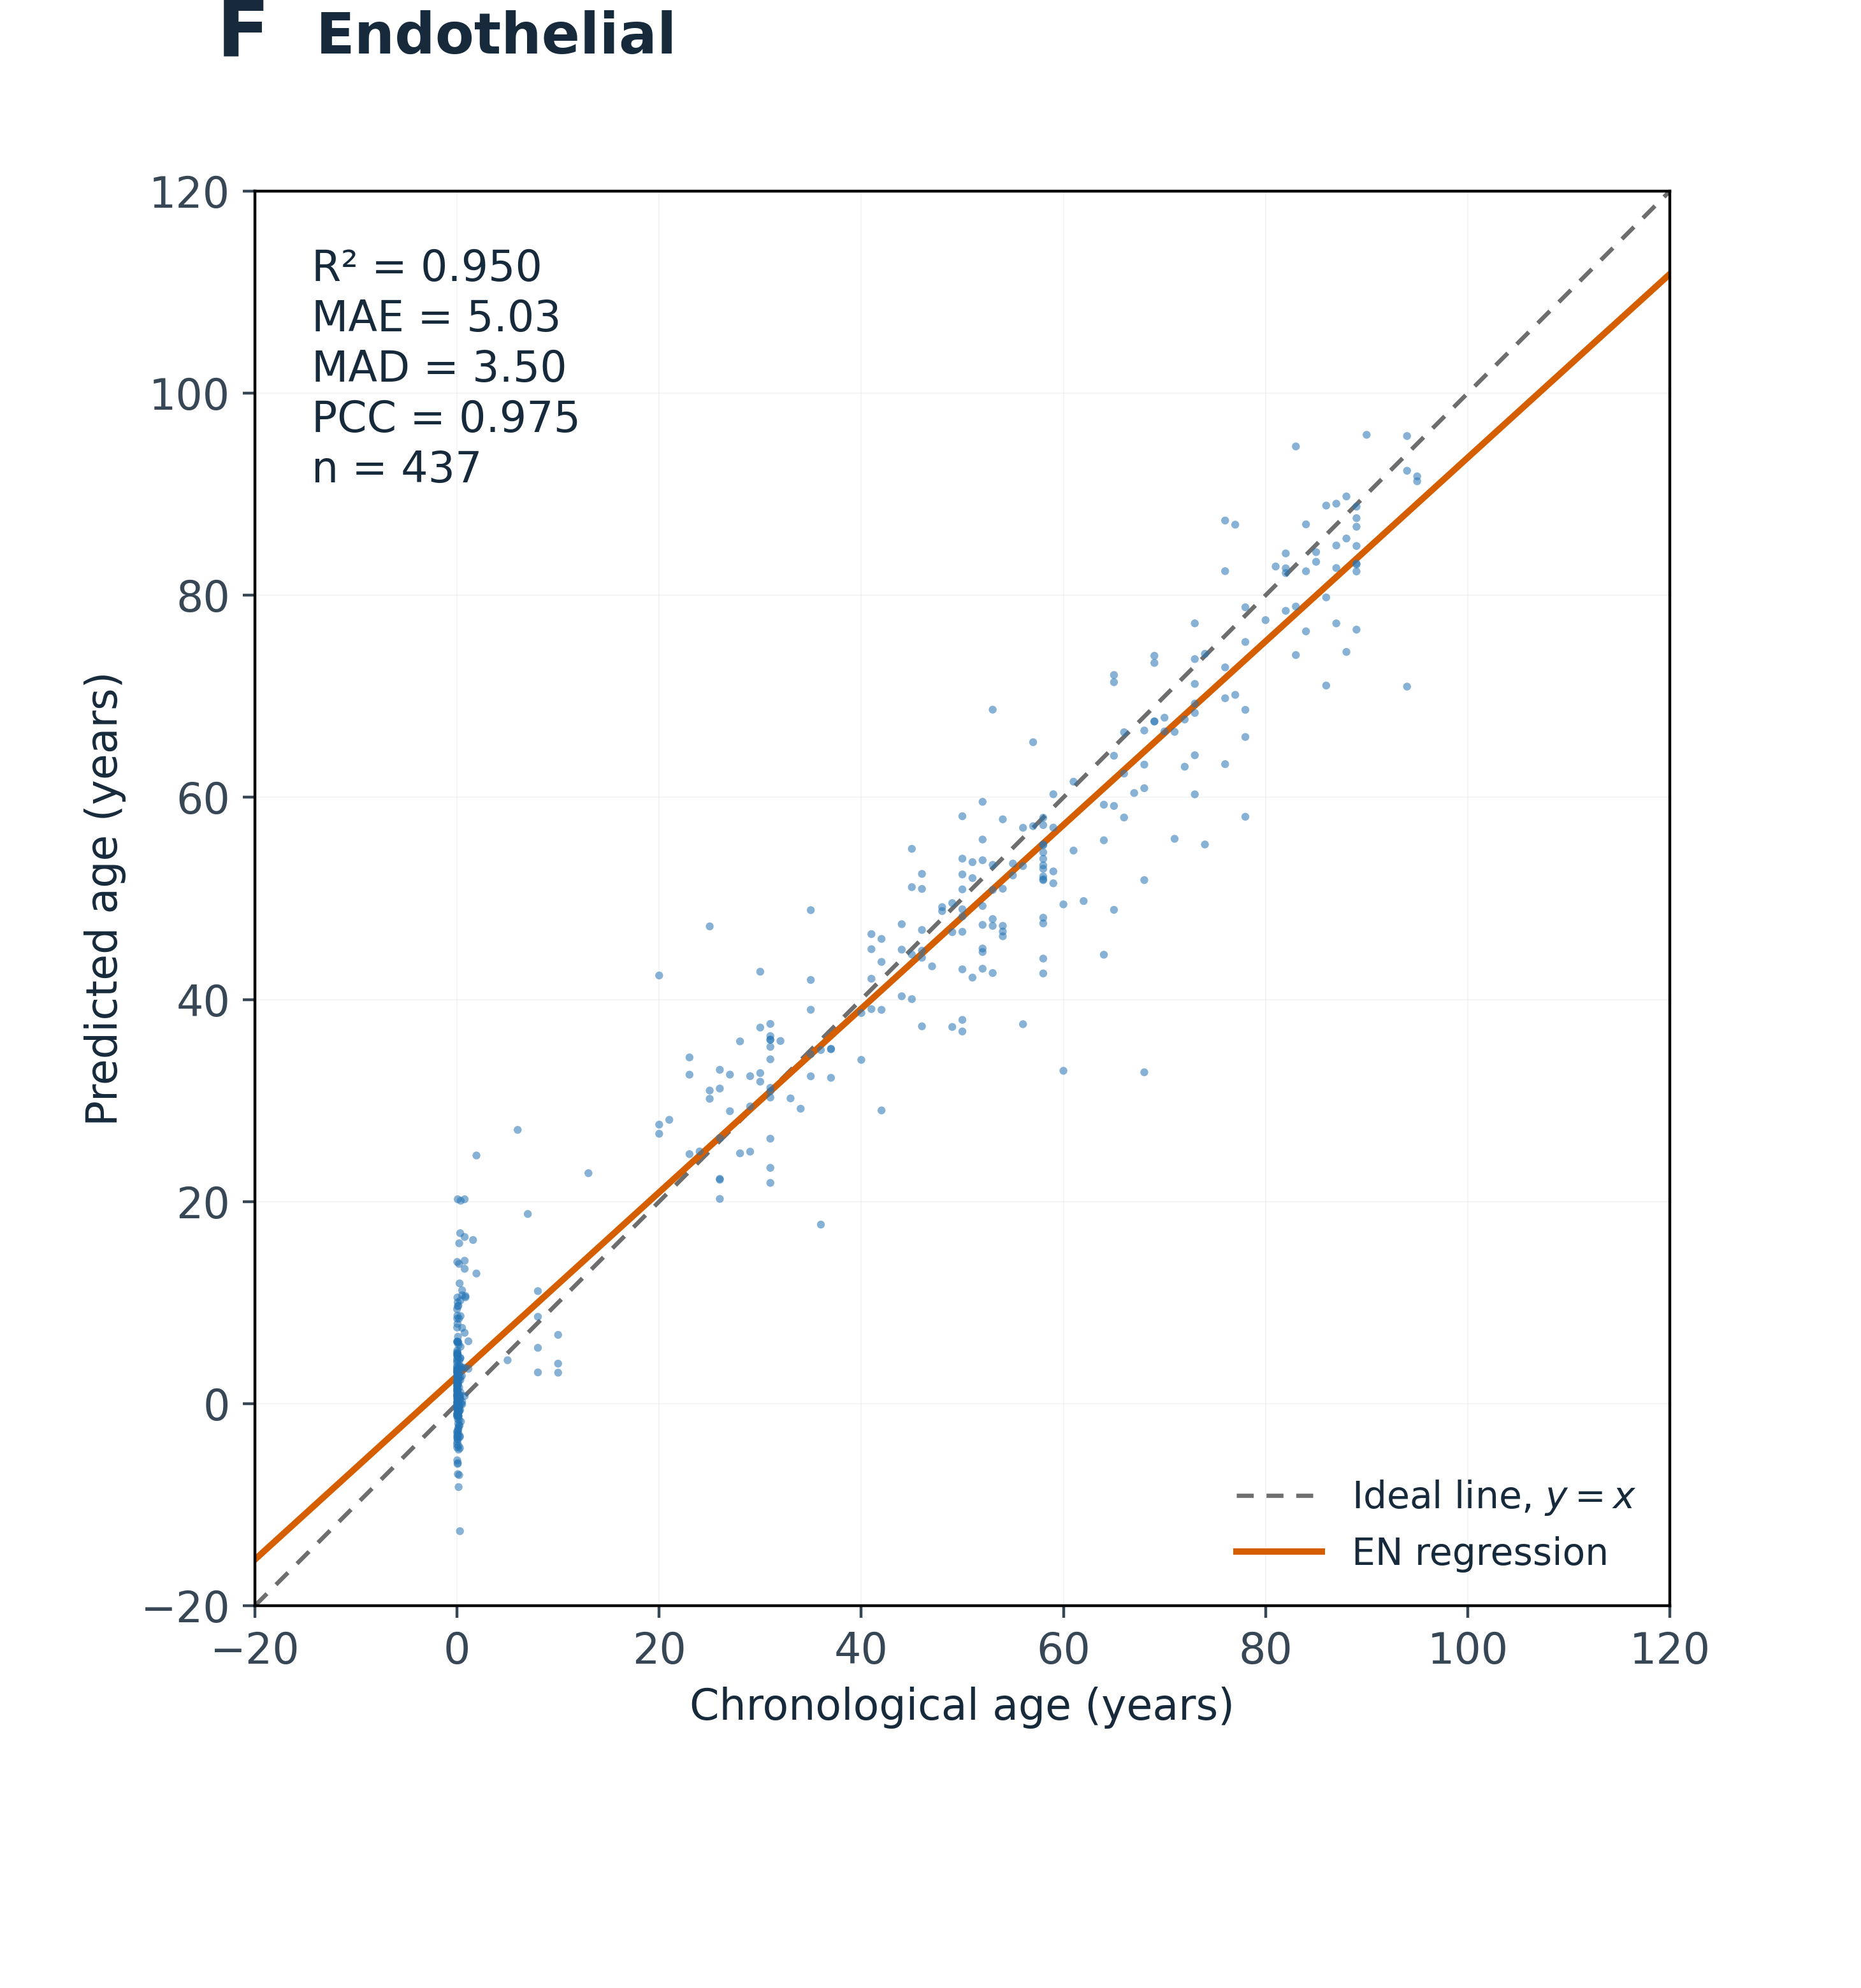 F Endothelial
120
100
80
60
40
20
0
−20
R² = 0.950
MAE = 5.03
MAD = 3.50
PCC = 0.975
n = 437
Predicted age (years)
Ideal line, y = x
EN regression
−20 0 20 40 60 80 100 120
Chronological age (years)